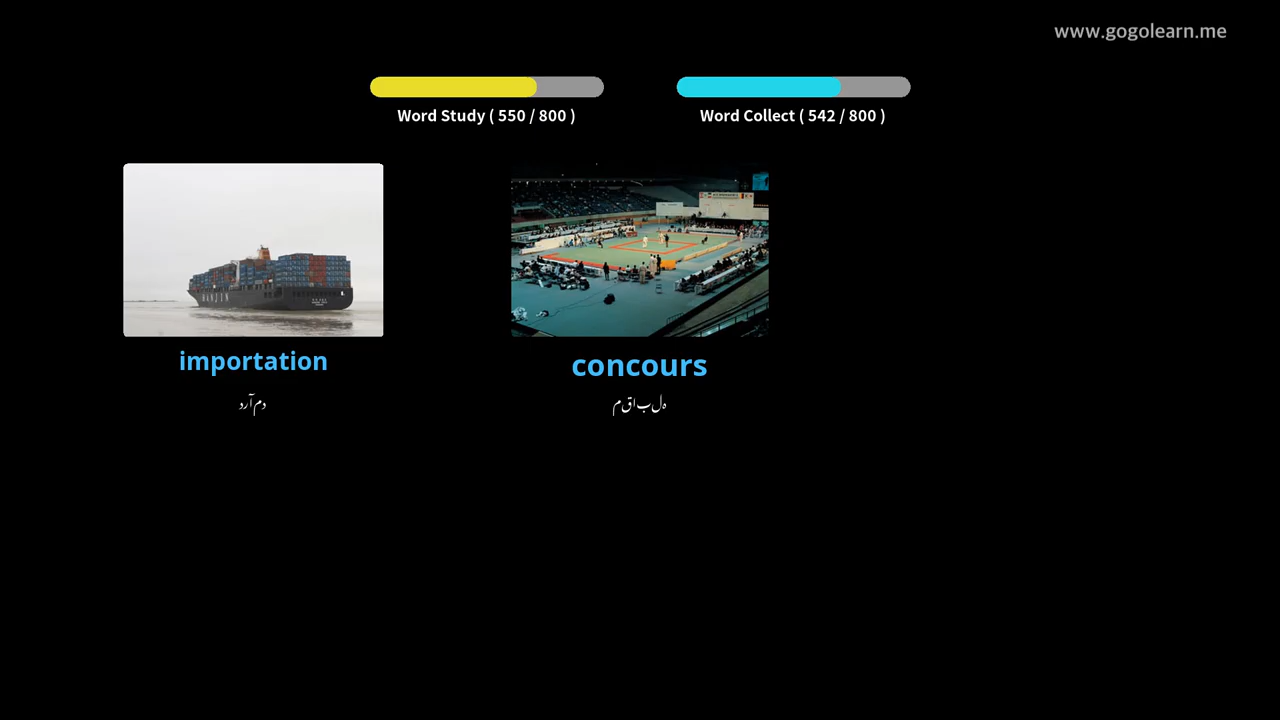 www.gogolearn.me
Word Study ( 550 / 800 )
Word Collect ( 542 / 800 )
importation
concours
درآمد
مقابلہ